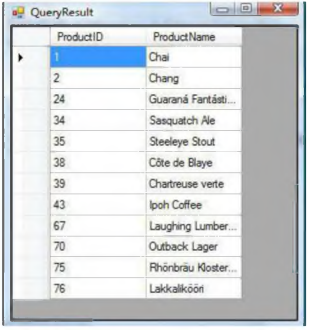 QueryResult
ProductID ProductName
1 Chai
2 Chang
24 Guaraná Fantásti...
34 Sasquatch Ale
35 Steeleye Stout
38 Côte de Blaye
39 Chartreuse verte
43 Ipoh Coffee
67 Laughing Lumber...
70 Outback Lager
75 Rhönbräu Kloster...
76 Lakkalikööri